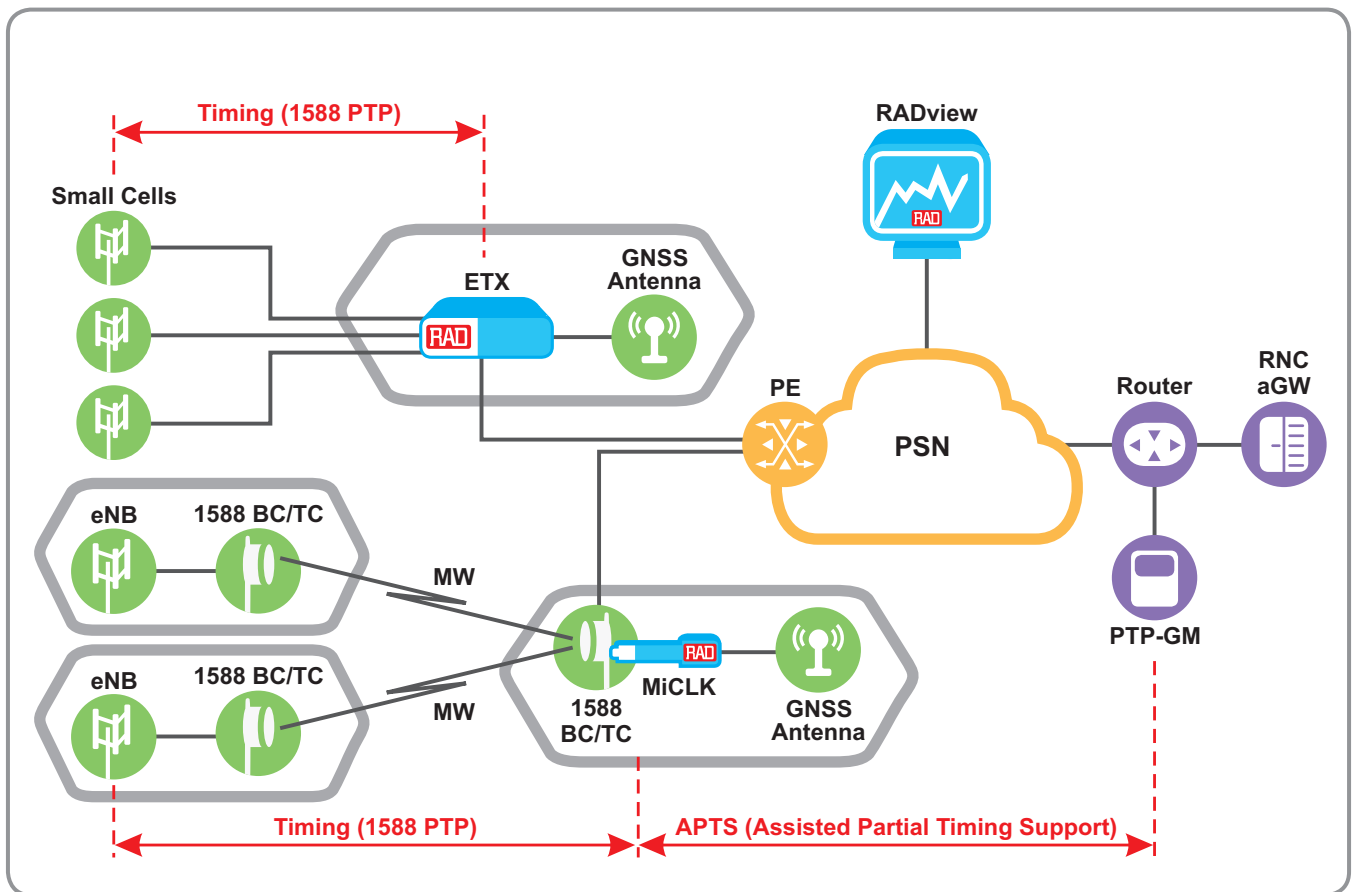 Timing (1588 PTP)
RADview
RAD
Small Cells
GNSS
Antenna
ETX
RAD
PE
PSN
Router
RNC
aGW
PTP-GM
eNB
1588 BC/TC
MW
eNB
1588 BC/TC
MW
RAD
MiCLK
1588
BC/TC
GNSS
Antenna
Timing (1588 PTP)
APTS (Assisted Partial Timing Support)